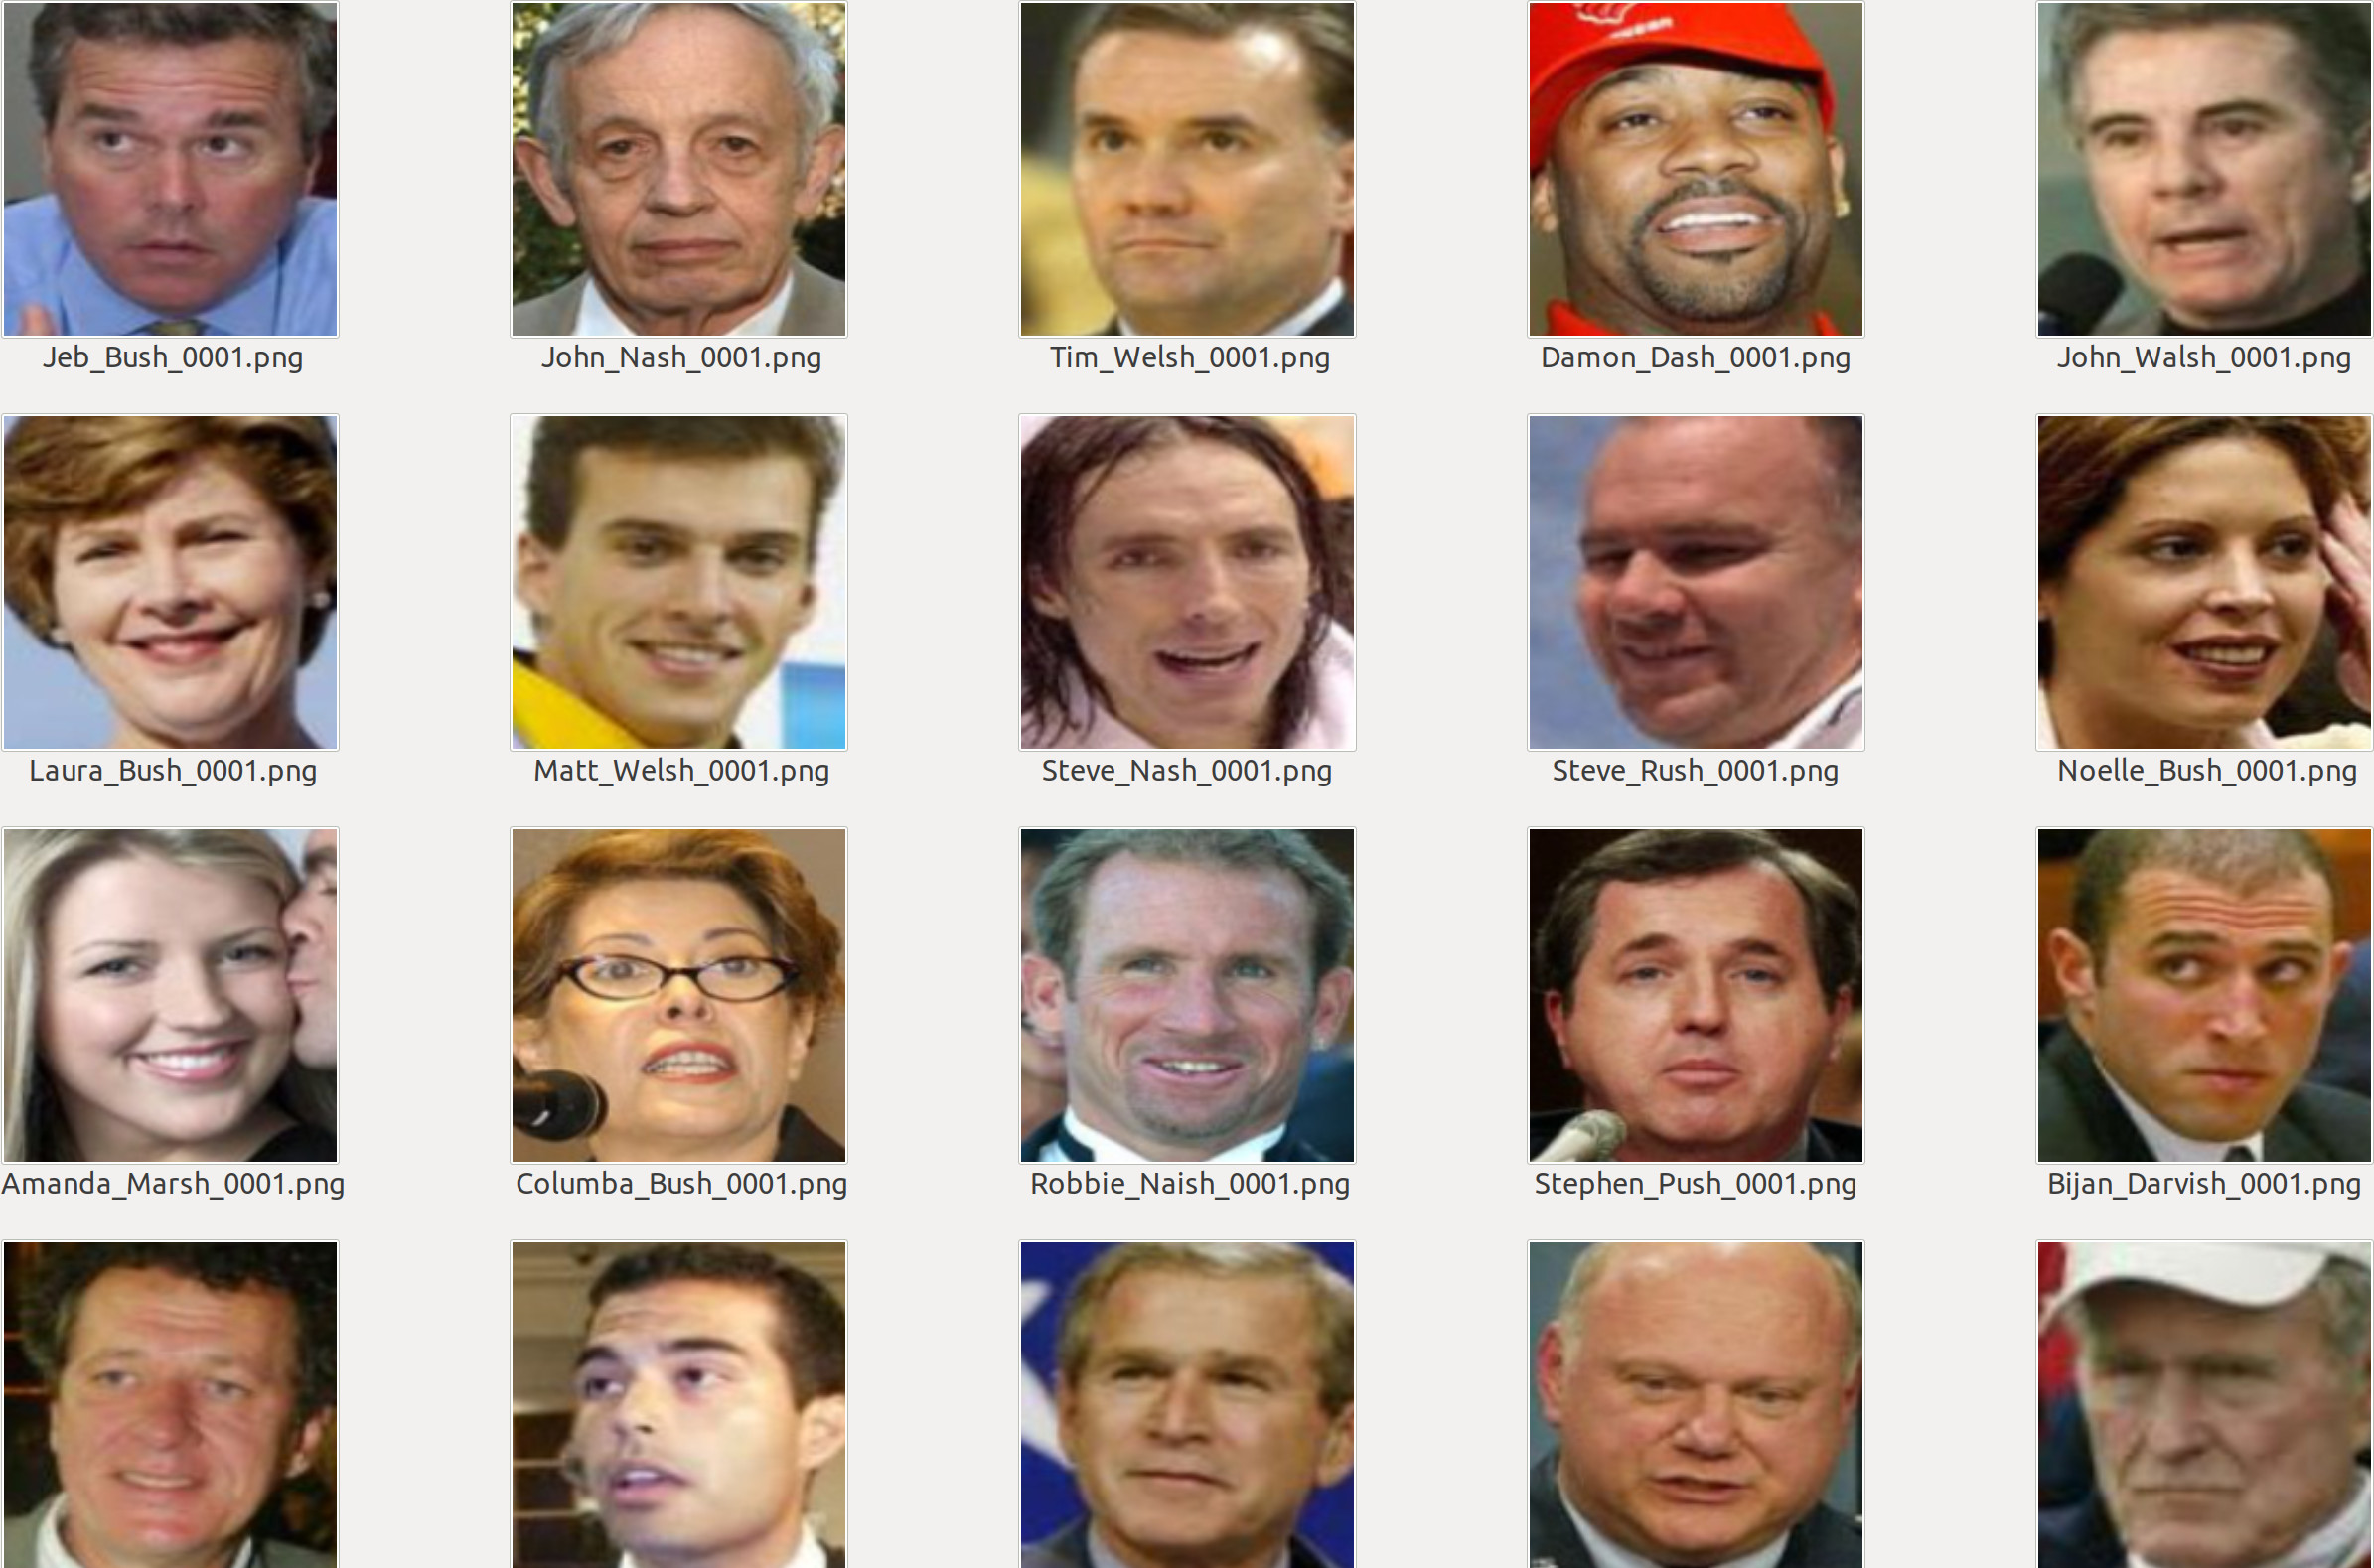 Jeb_Bush_0001.png
John_Nash_0001.png
Tim_Welsh_0001.png
Damon_Dash_0001.png
John_Walsh_0001.png
Laura_Bush_0001.png
Matt_Welsh_0001.png
Steve_Nash_0001.png
Steve_Rush_0001.png
Noelle_Bush_0001.png
Amanda_Marsh_0001.png
Columba_Bush_0001.png
Robbie_Naish_0001.png
Stephen_Push_0001.png
Bijan_Darvish_0001.png